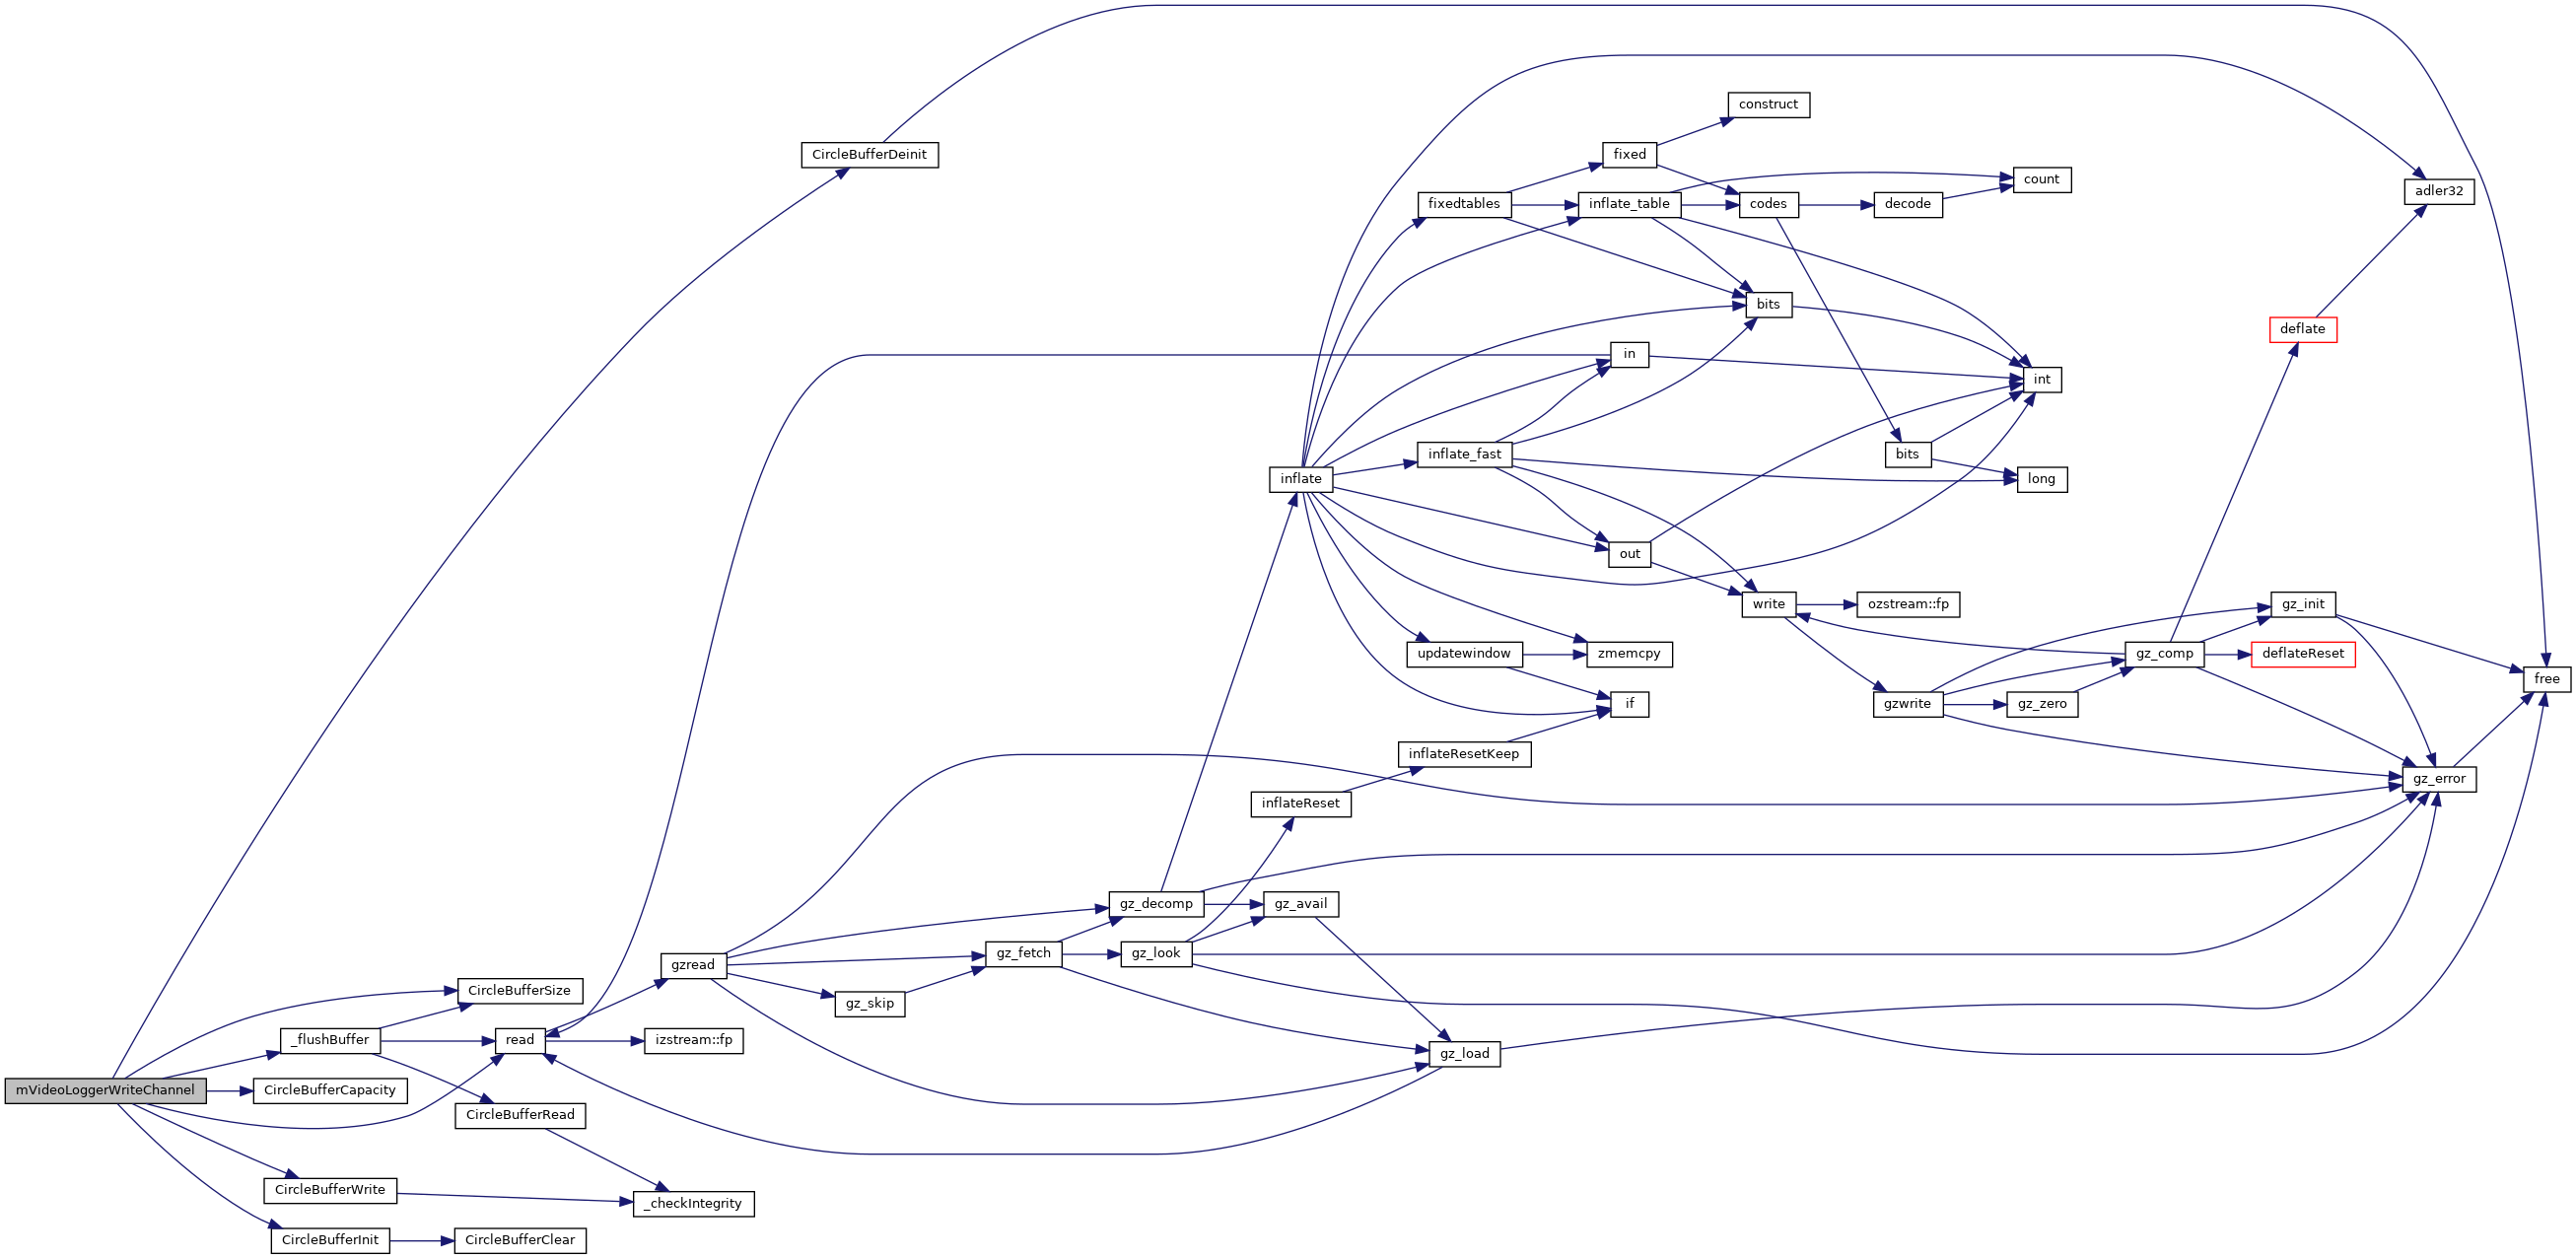 construct
CircleBufferDeinit
fixed
count
adler32
fixedtables
inflate_table
codes
decode
bits
deflate
in
int
inflate_fast
bits
inflate
long
out
write
ozstream::fp
gz_init
updatewindow
zmemcpy
gz_comp
deflateReset
free
if
gzwrite
gz_zero
inflateResetKeep
gz_error
inflateReset
gz_decomp
gz_avail
gz_fetch
gz_look
gzread
CircleBufferSize
gz_skip
_flushBuffer
read
izstream::fp
gz_load
mVideoLoggerWriteChannel
CircleBufferCapacity
CircleBufferRead
CircleBufferWrite
_checkIntegrity
CircleBufferInit
CircleBufferClear